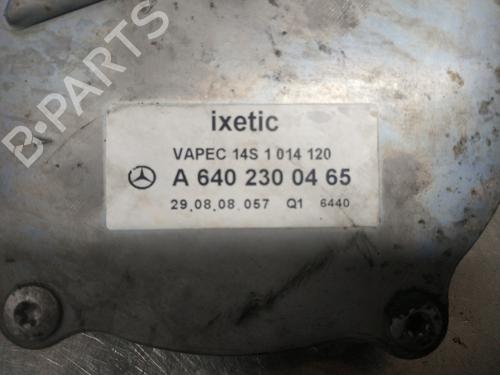 ixetic
VAPEC 14S 1 014 120
A 640 230 04 65
29.08.08.057 Q1 6440
B-PARTS